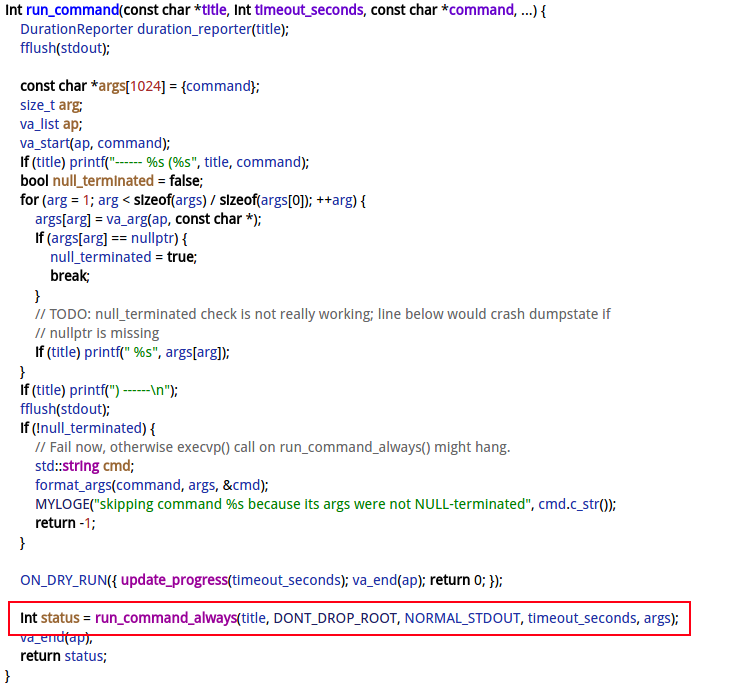 Int run_command(const char *title, Int timeout_seconds, const char *command, ...) {
    DurationReporter duration_reporter(title);
    fflush(stdout);

    const char *args[1024] = {command};
    size_t arg;
    va_list ap;
    va_start(ap, command);
    If (title) printf("------ %s (%s", title, command);
    bool null_terminated = false;
    for (arg = 1; arg < sizeof(args) / sizeof(args[0]); ++arg) {
        args[arg] = va_arg(ap, const char *);
        If (args[arg] == nullptr) {
            null_terminated = true;
            break;
        }
        // TODO: null_terminated check is not really working; line below would crash dumpstate if
        // nullptr is missing
        If (title) printf(" %s", args[arg]);
    }
    If (title) printf(") ------\n");
    fflush(stdout);
    If (!null_terminated) {
        // Fail now, otherwise execvp() call on run_command_always() might hang.
        std::string cmd;
        format_args(command, args, &cmd);
        MYLOGE("skipping command %s because its args were not NULL-terminated", cmd.c_str());
        return -1;
    }

    ON_DRY_RUN({ update_progress(timeout_seconds); va_end(ap); return 0; });

    Int status = run_command_always(title, DONT_DROP_ROOT, NORMAL_STDOUT, timeout_seconds, args);
    va_end(ap);
    return status;
}